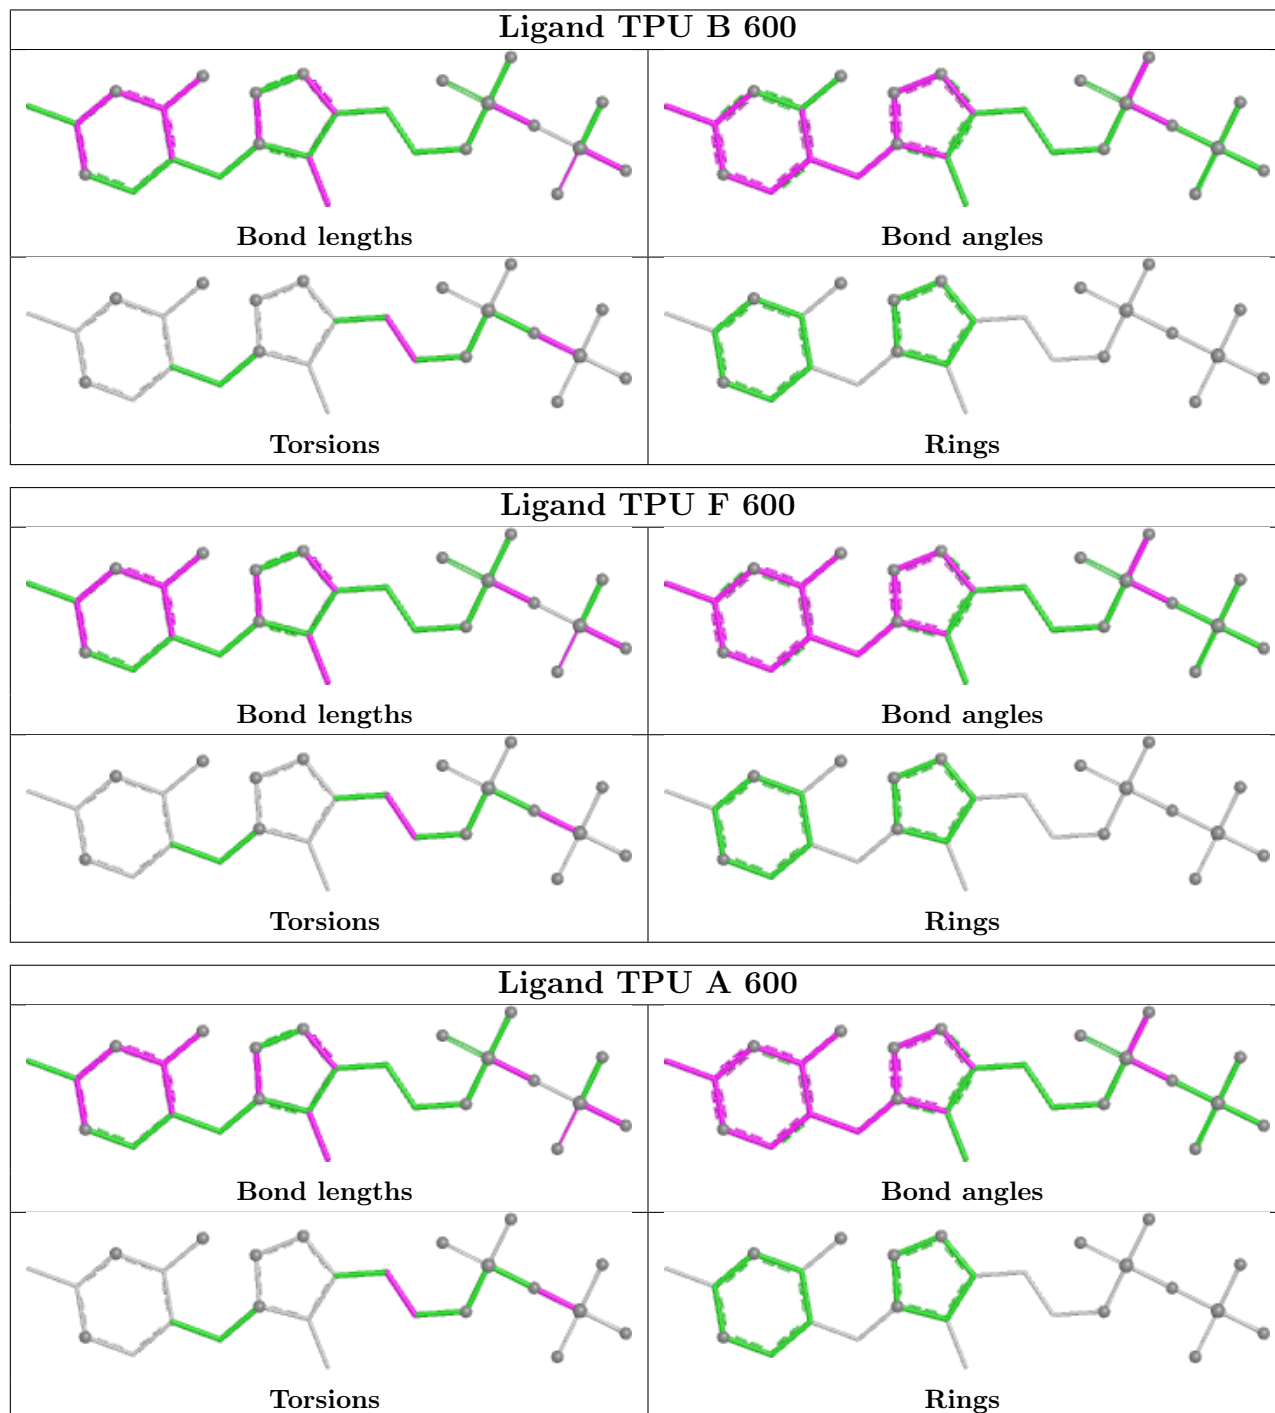 Ligand TPU B 600
Bond lengths
Bond angles
Torsions
Rings
Ligand TPU F 600
Bond lengths
Bond angles
Torsions
Rings
Ligand TPU A 600
Bond lengths
Bond angles
Torsions
Rings